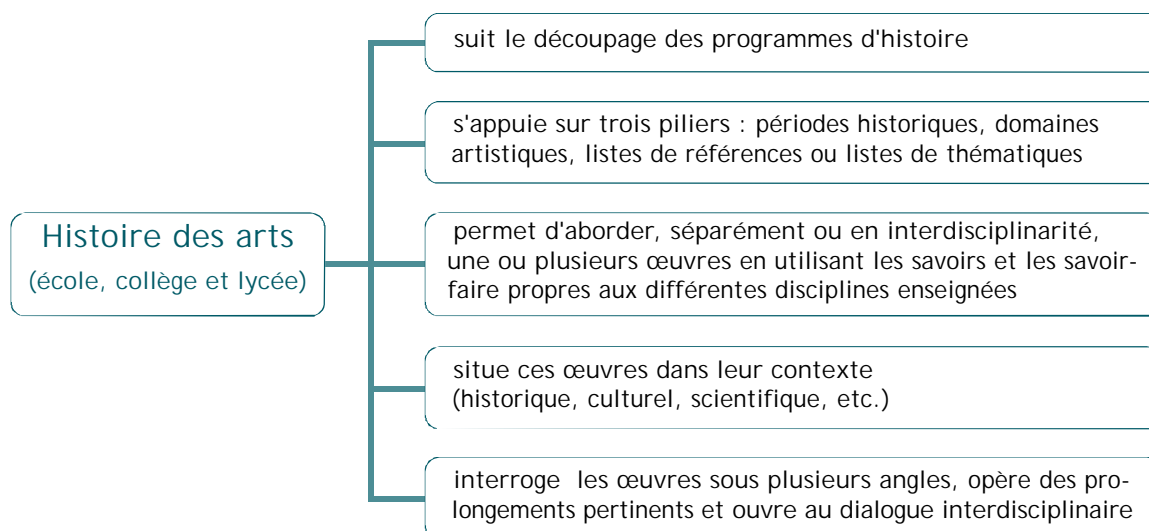 suit le découpage des programmes d'histoire
s'appuie sur trois piliers : périodes historiques, domaines
artistiques, listes de références ou listes de thématiques
Histoire des arts
(école, collège et lycée)
permet d'aborder, séparément ou en interdisciplinarité,
une ou plusieurs œuvres en utilisant les savoirs et les savoir-
faire propres aux différentes disciplines enseignées
situe ces œuvres dans leur contexte
(historique, culturel, scientifique, etc.)
interroge les œuvres sous plusieurs angles, opère des pro-
longements pertinents et ouvre au dialogue interdisciplinaire